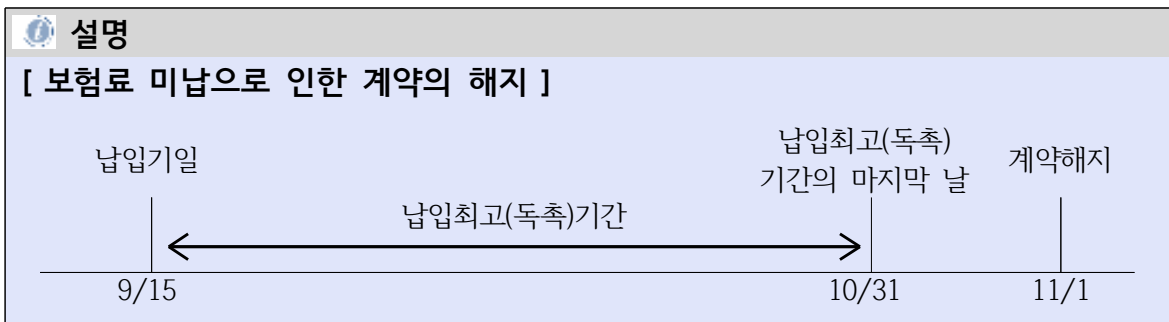 설명
[ 보험료 미납으로 인한 계약의 해지 ]
납입기일
납입최고(독촉)
기간의 마지막 날
계약해지
납입최고(독촉)기간
9/15
10/31
11/1